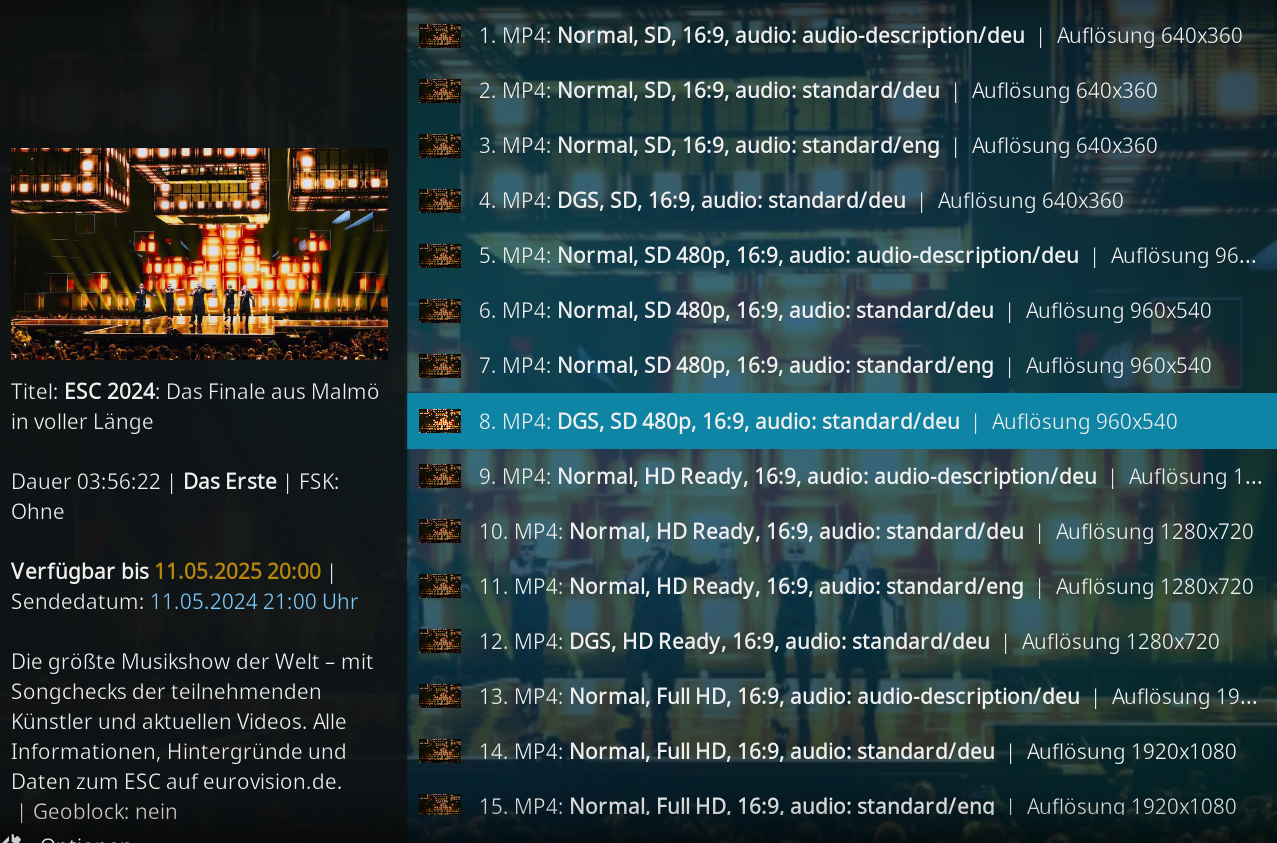 Titel: ESC 2024: Das Finale aus Malmö
in voller Länge
Dauer 03:56:22 | Das Erste | FSK:
Ohne
Verfügbar bis 11.05.2025 20:00 |
Sendedatum: 11.05.2024 21:00 Uhr
Die größte Musikshow der Welt – mit
Songchecks der teilnehmenden
Künstler und aktuellen Videos. Alle
Informationen, Hintergründe und
Daten zum ESC auf eurovision.de.
| Geoblock: nein
Optionen
1. MP4: Normal, SD, 16:9, audio: audio-description/deu | Auflösung 640x360
2. MP4: Normal, SD, 16:9, audio: standard/deu | Auflösung 640x360
3. MP4: Normal, SD, 16:9, audio: standard/eng | Auflösung 640x360
4. MP4: DGS, SD, 16:9, audio: standard/deu | Auflösung 640x360
5. MP4: Normal, SD 480p, 16:9, audio: audio-description/deu | Auflösung 96...
6. MP4: Normal, SD 480p, 16:9, audio: standard/deu | Auflösung 960x540
7. MP4: Normal, SD 480p, 16:9, audio: standard/eng | Auflösung 960x540
8. MP4: DGS, SD 480p, 16:9, audio: standard/deu | Auflösung 960x540
9. MP4: Normal, HD Ready, 16:9, audio: audio-description/deu | Auflösung 1...
10. MP4: Normal, HD Ready, 16:9, audio: standard/deu | Auflösung 1280x720
11. MP4: Normal, HD Ready, 16:9, audio: standard/eng | Auflösung 1280x720
12. MP4: DGS, HD Ready, 16:9, audio: standard/deu | Auflösung 1280x720
13. MP4: Normal, Full HD, 16:9, audio: audio-description/deu | Auflösung 19...
14. MP4: Normal, Full HD, 16:9, audio: standard/deu | Auflösung 1920x1080
15. MP4: Normal, Full HD, 16:9, audio: standard/eng | Auflösung 1920x1080